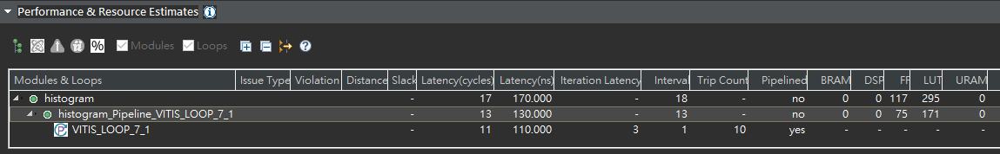 Performance & Resource Estimates
% Modules Loops
Modules & Loops Issue Type Violation Distance Slack Latency(cycles) Latency(ns) Iteration Latency Interval Trip Count Pipelined BRAM DSP FF LUT URAM
histogram - 17 170.000 - 18 - no 0 0 117 295 0
histogram_Pipeline_VITIS_LOOP_7_1 - 13 130.000 - 13 - no 0 0 75 171 0
VITIS_LOOP_7_1 - 11 110.000 3 1 10 yes - - - - -